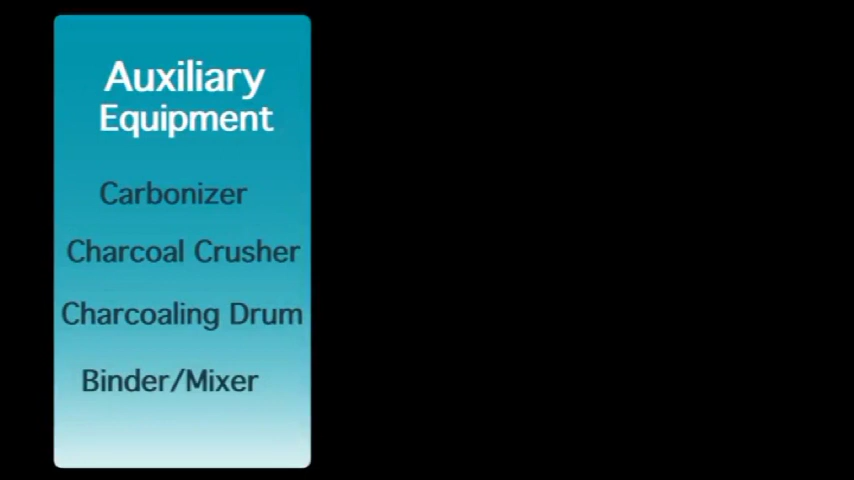 Auxiliary
Equipment
Carbonizer
Charcoal Crusher
Charcoaling Drum
Binder/Mixer